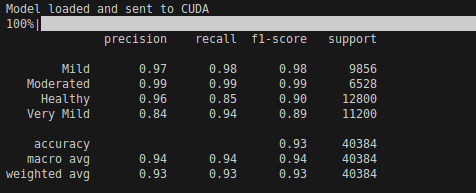 Model loaded and sent to CUDA
100%|
precision recall f1-score support
Mild 0.97 0.98 0.98 9856
Moderated 0.99 0.99 0.99 6528
Healthy 0.96 0.85 0.90 12800
Very Mild 0.84 0.94 0.89 11200
accuracy 0.93 40384
macro avg 0.94 0.94 0.94 40384
weighted avg 0.93 0.93 0.93 40384